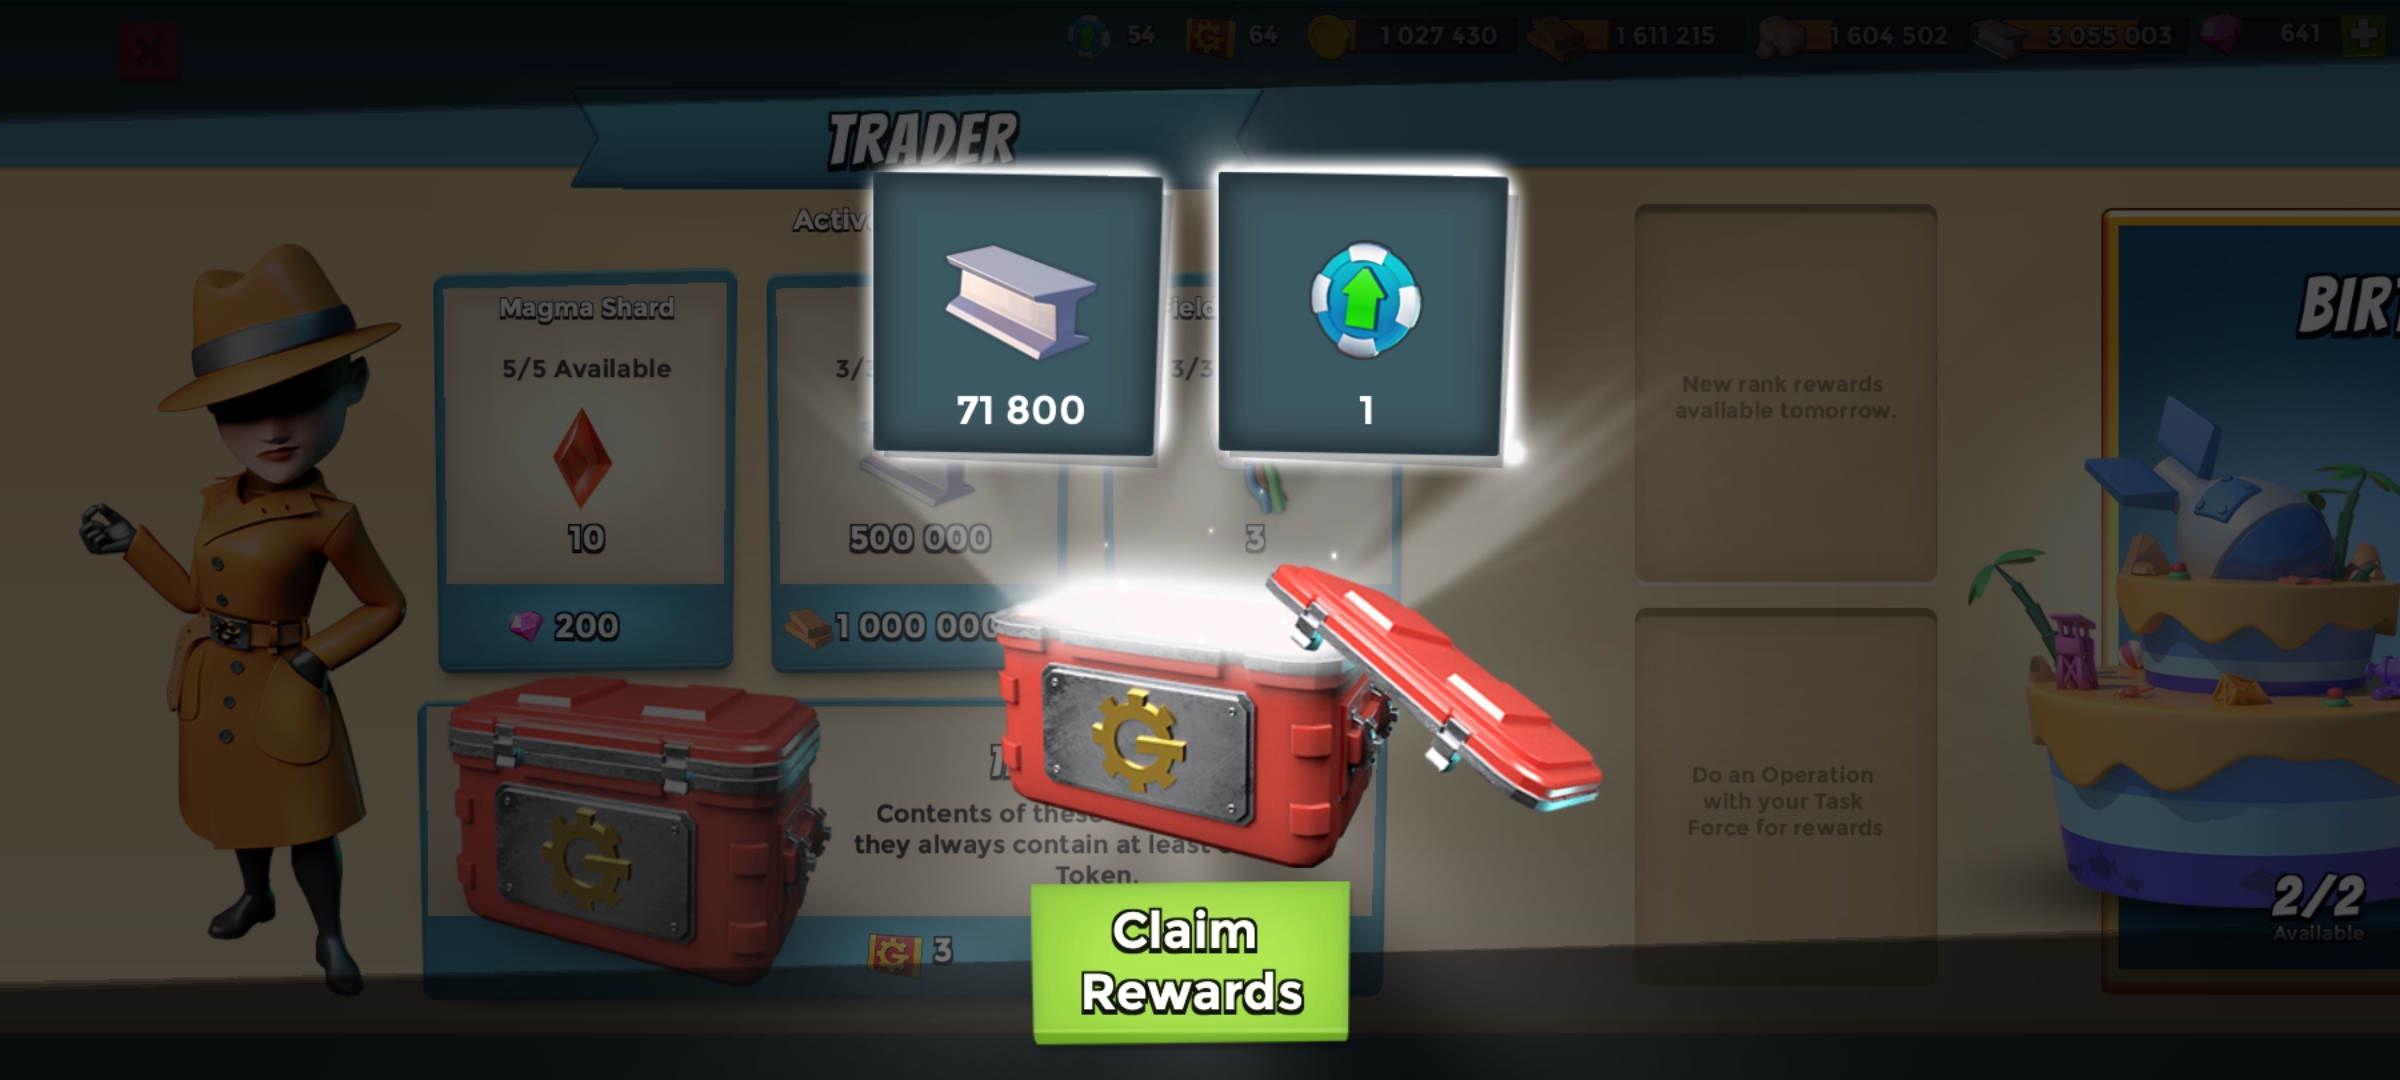 54
64
1 027 430
1 611 215
1 604 502
3 055 003
641
TRADER
Magma Shard
5/5 Available
10
200
3/
500 000
1 000 000
3/3
3
71 800
1
Contents of these
they always contain at least
Token.
3
G
G
Claim
Rewards
New rank rewards
available tomorrow.
Do an Operation
with your Task
Force for rewards
2/2
Available